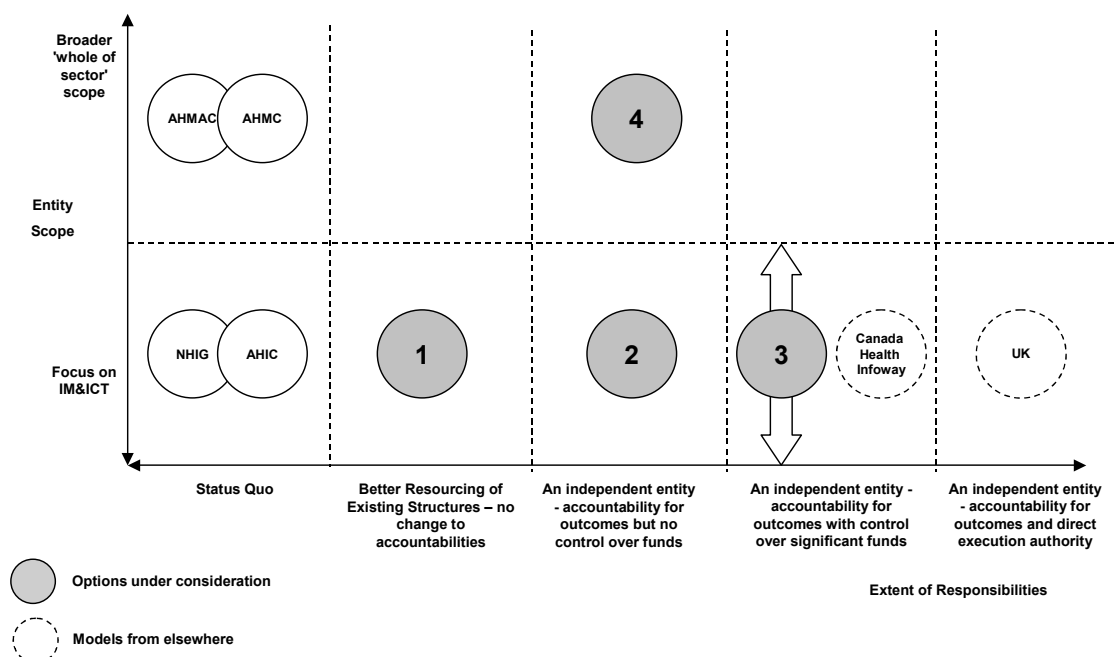 Broader
'whole of
sector'
scope
AHMAC
AHMC
4
Entity
Scope
NHIG
AHIC
1
2
3
Canada
Health
Infoway
UK
Focus on
IM&ICT
Status Quo
Better Resourcing of
Existing Structures – no
change to
accountabilities
An independent entity
- accountability for
outcomes but no
control over funds
An independent entity -
accountability for
outcomes with control
over significant funds
An independent entity
- accountability for
outcomes and direct
execution authority
Options under consideration
Extent of Responsibilities
Models from elsewhere